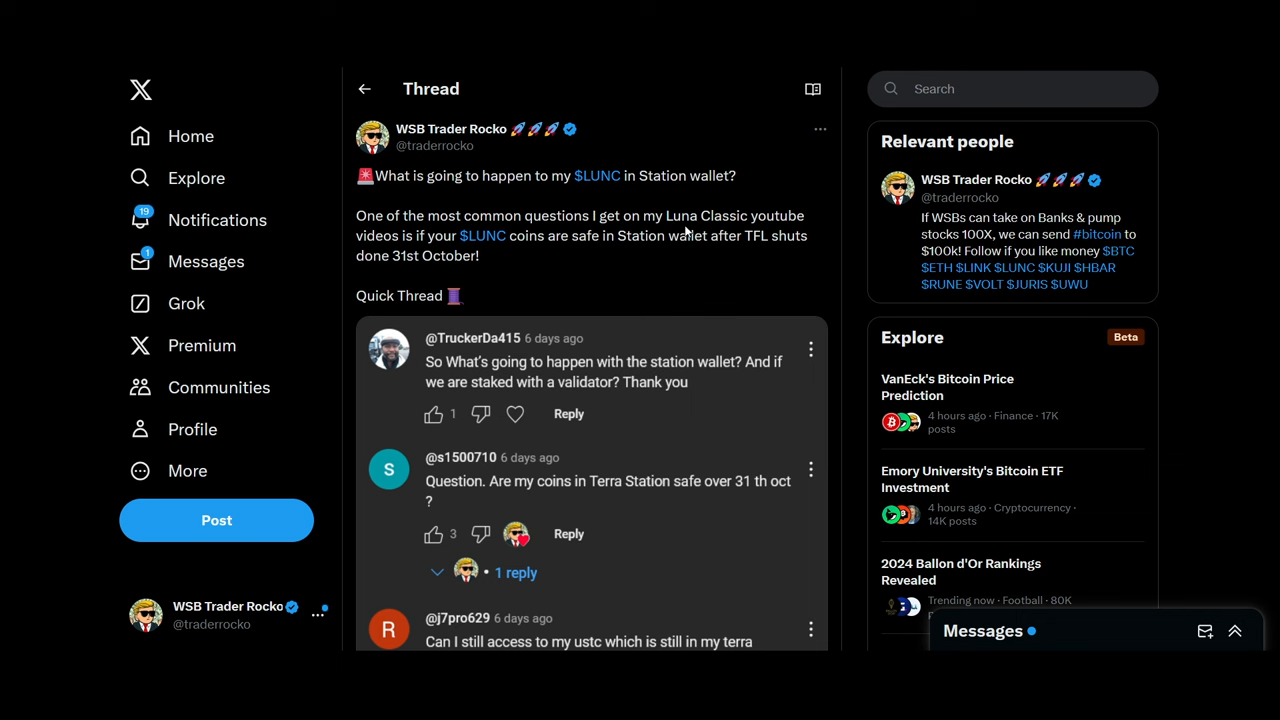 Home
Explore
19
Notifications
1
Messages
Grok
Premium
Communities
Profile
More
Post
WSB Trader Rocko
@traderrocko
Thread
WSB Trader Rocko 🚀🚀🚀
@traderrocko
🚨What is going to happen to my $LUNC in Station wallet?
One of the most common questions I get on my Luna Classic youtube
videos is if your $LUNC coins are safe in Station wallet after TFL shuts
done 31st October!
Quick Thread 🧵
@TruckerDa415 6 days ago
So What's going to happen with the station wallet? And if
we are staked with a validator? Thank you
1
Reply
S
@s1500710 6 days ago
Question. Are my coins in Terra Station safe over 31 th oct
?
3
Reply
• 1 reply
R
@j7pro629 6 days ago
Can I still access to my ustc which is still in my terra
Search
Relevant people
WSB Trader Rocko 🚀🚀🚀
@traderrocko
If WSBs can take on Banks & pump
stocks 100X, we can send #bitcoin to
$100k! Follow if you like money $BTC
$ETH $LINK $LUNC $KUJI $HBAR
$RUNE $VOLT $JURIS $UWU
Explore
Beta
VanEck's Bitcoin Price
Prediction
4 hours ago · Finance · 17K
posts
Emory University's Bitcoin ETF
Investment
4 hours ago · Cryptocurrency ·
14K posts
2024 Ballon d'Or Rankings
Revealed
Trending now · Football · 80K
Messages